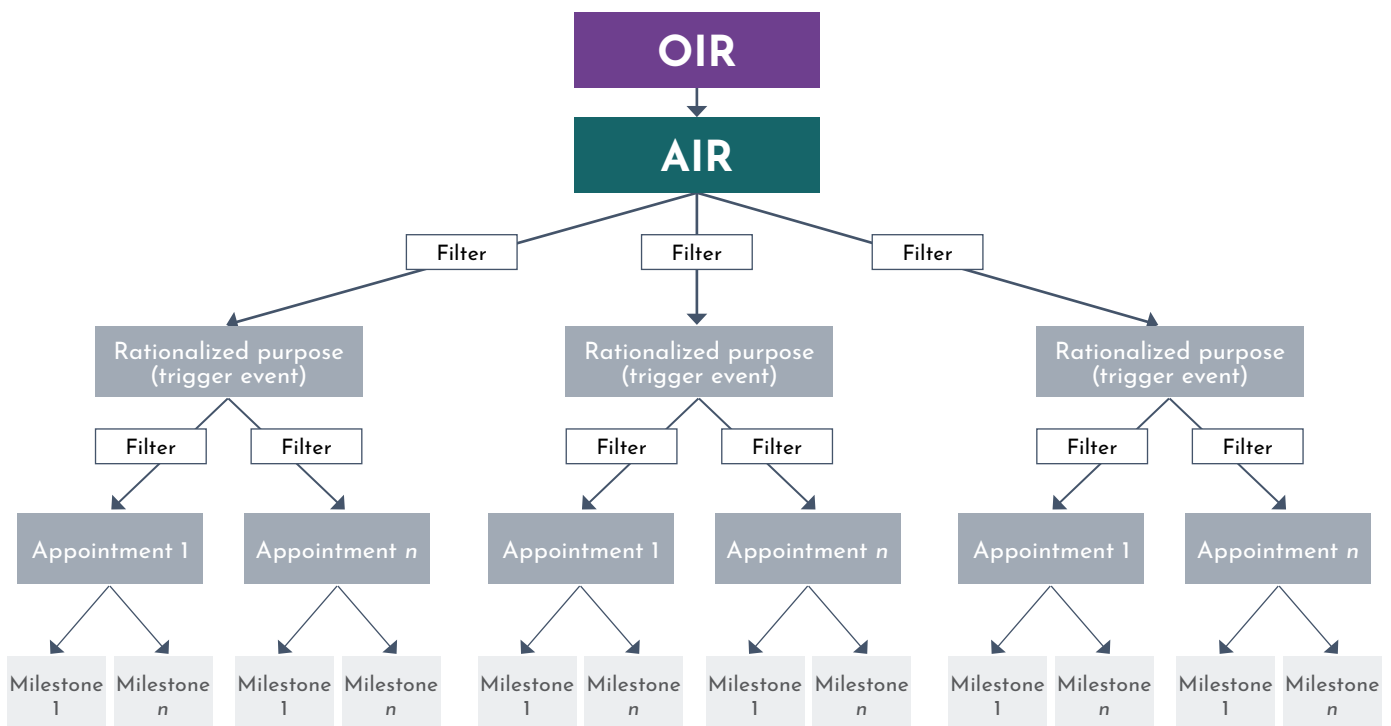 OIR
AIR
Filter
Filter
Filter
Rationalized purpose
(trigger event)
Rationalized purpose
(trigger event)
Rationalized purpose
(trigger event)
Filter
Filter
Filter
Filter
Filter
Filter
Appointment 1
Appointment n
Appointment 1
Appointment n
Appointment 1
Appointment n
Milestone
1
Milestone
n
Milestone
1
Milestone
n
Milestone
1
Milestone
n
Milestone
1
Milestone
n
Milestone
1
Milestone
n
Milestone
1
Milestone
n